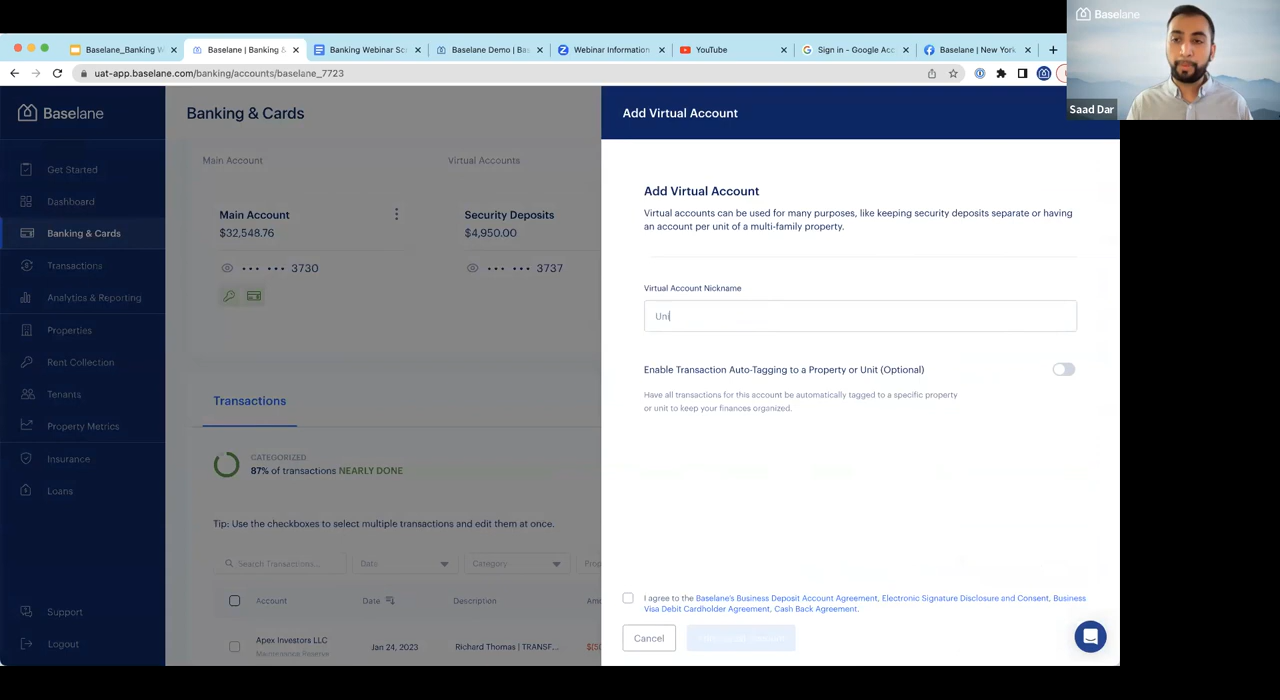 Baselane
Saad Dar
Baselane_Banking W
Baselane | Banking &
Banking Webinar Sc
Baselane Demo | Bas
Webinar Information
YouTube
Sign in - Google Acc
Baselane | New York
uat-app.baselane.com/banking/accounts/baselane_7723
Baselane
Get Started
Dashboard
Banking & Cards
Transactions
Analytics & Reporting
Properties
Rent Collection
Tenants
Property Metrics
Insurance
Loans
Support
Logout
Banking & Cards
Main Account
Virtual Accounts
Main Account
$32,548.76
••• ••• 3730
Security Deposits
$4,950.00
••• ••• 3737
Transactions
CATEGORIZED
87% of transactions NEARLY DONE
Tip: Use the checkboxes to select multiple transactions and edit them at once.
Search Transactions...
Date
Category
Prop
Account
Date
Description
Am
Apex Investors LLC
Maintenance Reserve
Jan 24, 2023
Richard Thomas | TRANSF...
$(50
Add Virtual Account
Add Virtual Account
Virtual accounts can be used for many purposes, like keeping security deposits separate or having
an account per unit of a multi-family property.
Virtual Account Nickname
Uni
Enable Transaction Auto-Tagging to a Property or Unit (Optional)
Have all transactions for this account be automatically tagged to a specific property
or unit to keep your finances organized.
I agree to the Baselane's Business Deposit Account Agreement, Electronic Signature Disclosure and Consent, Business
Visa Debit Cardholder Agreement, Cash Back Agreement.
Cancel